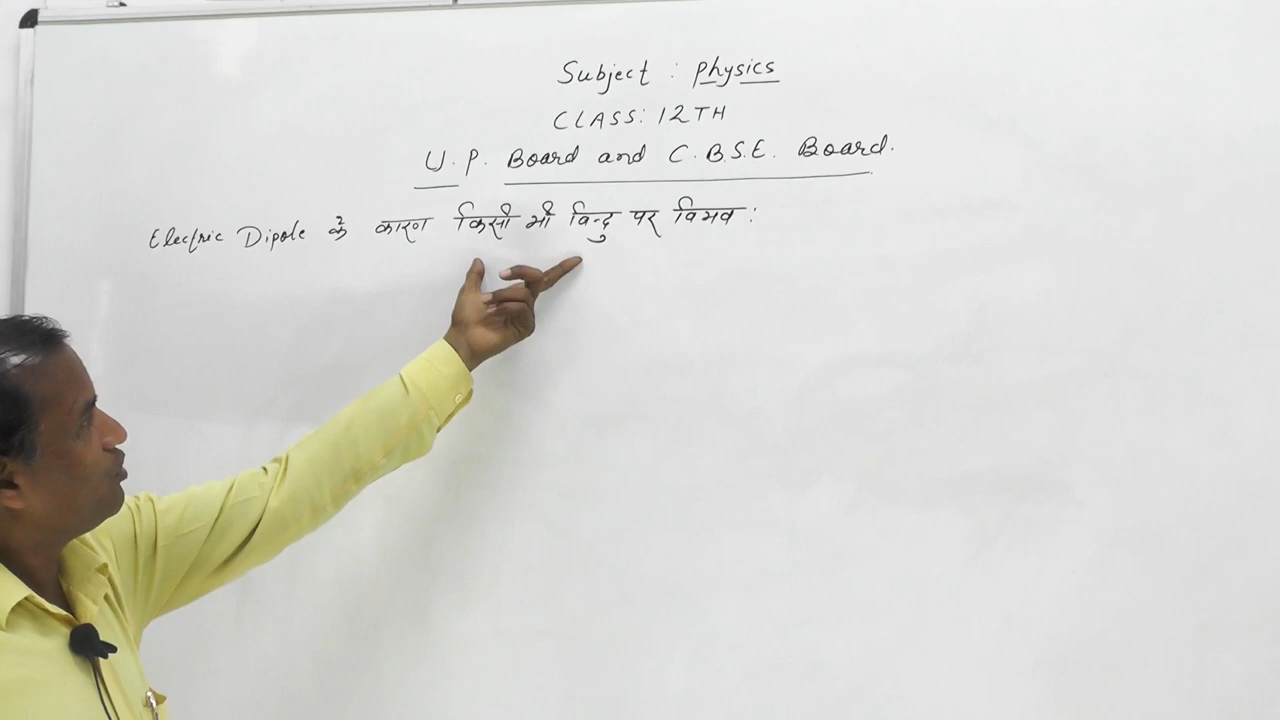 Subject : Physics
CLASS: 12TH
U.P. Board and C.B.S.E. Board.
Electric Dipole के कारण किसी भी विन्दु पर विभव :